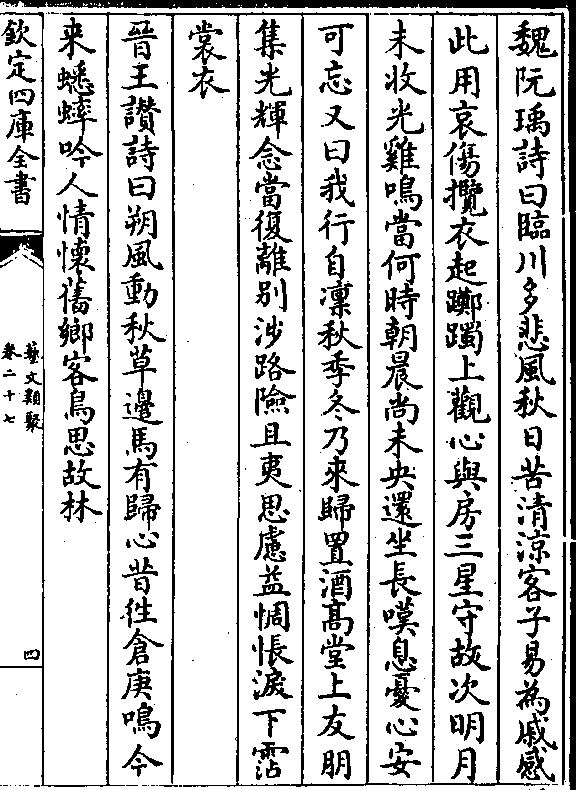 魏阮瑀詩曰臨川多悲風秋日苦清涼客子易為戚感
此用哀傷攬衣起躑躅上觀心與房三星守故次明月
未收光雞鳴當何時朝晨尚未央還坐長嘆息憂心安
可忘又曰我行自凜秋季冬乃來歸置酒高堂上友朋
集光輝念當復離別涉路險且夷思慮益惆悵淚下霑
裳衣
晉王讚詩曰朔風動秋草邊馬有歸心昔徃倉庚鳴今
来蟋蟀吟人情懷舊鄉客鳥思故林
欽定四庫全書
藝文類聚
卷二十七
四